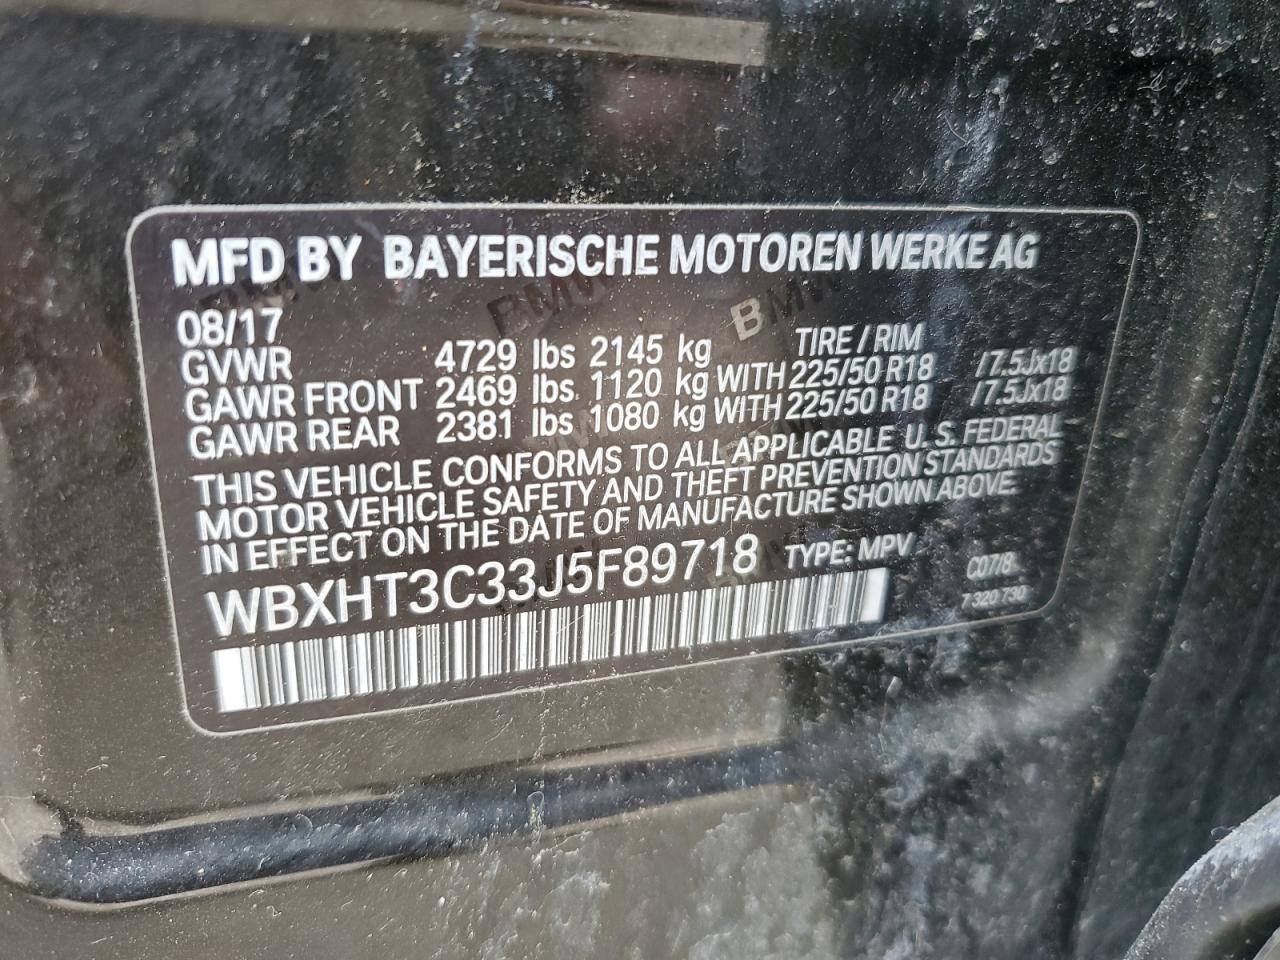 MFD BY BAYERISCHE MOTOREN WERKE AG
08/17 TIRE / RIM
GVWR 4729 lbs 2145 kg
GAWR FRONT 2469 lbs 1120 kg WITH 225/50 R18 /7.5Jx18
GAWR REAR 2381 lbs 1080 kg WITH 225/50 R18 /7.5Jx18
THIS VEHICLE CONFORMS TO ALL APPLICABLE U.S. FEDERAL
MOTOR VEHICLE SAFETY AND THEFT PREVENTION STANDARDS
IN EFFECT ON THE DATE OF MANUFACTURE SHOWN ABOVE.
WBXHT3C33J5F89718 TYPE: MPV C07/8
7 320 730